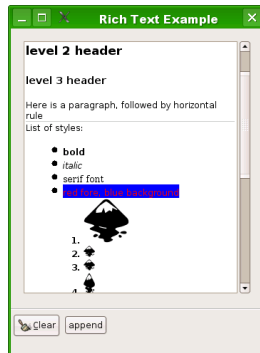 Rich Text Example
level 2 header
level 3 header
Here is a paragraph, followed by horizontal
rule
List of styles:
bold
italic
serif font
red fore, blue background
1.
2.
3.
4.
Clear
append